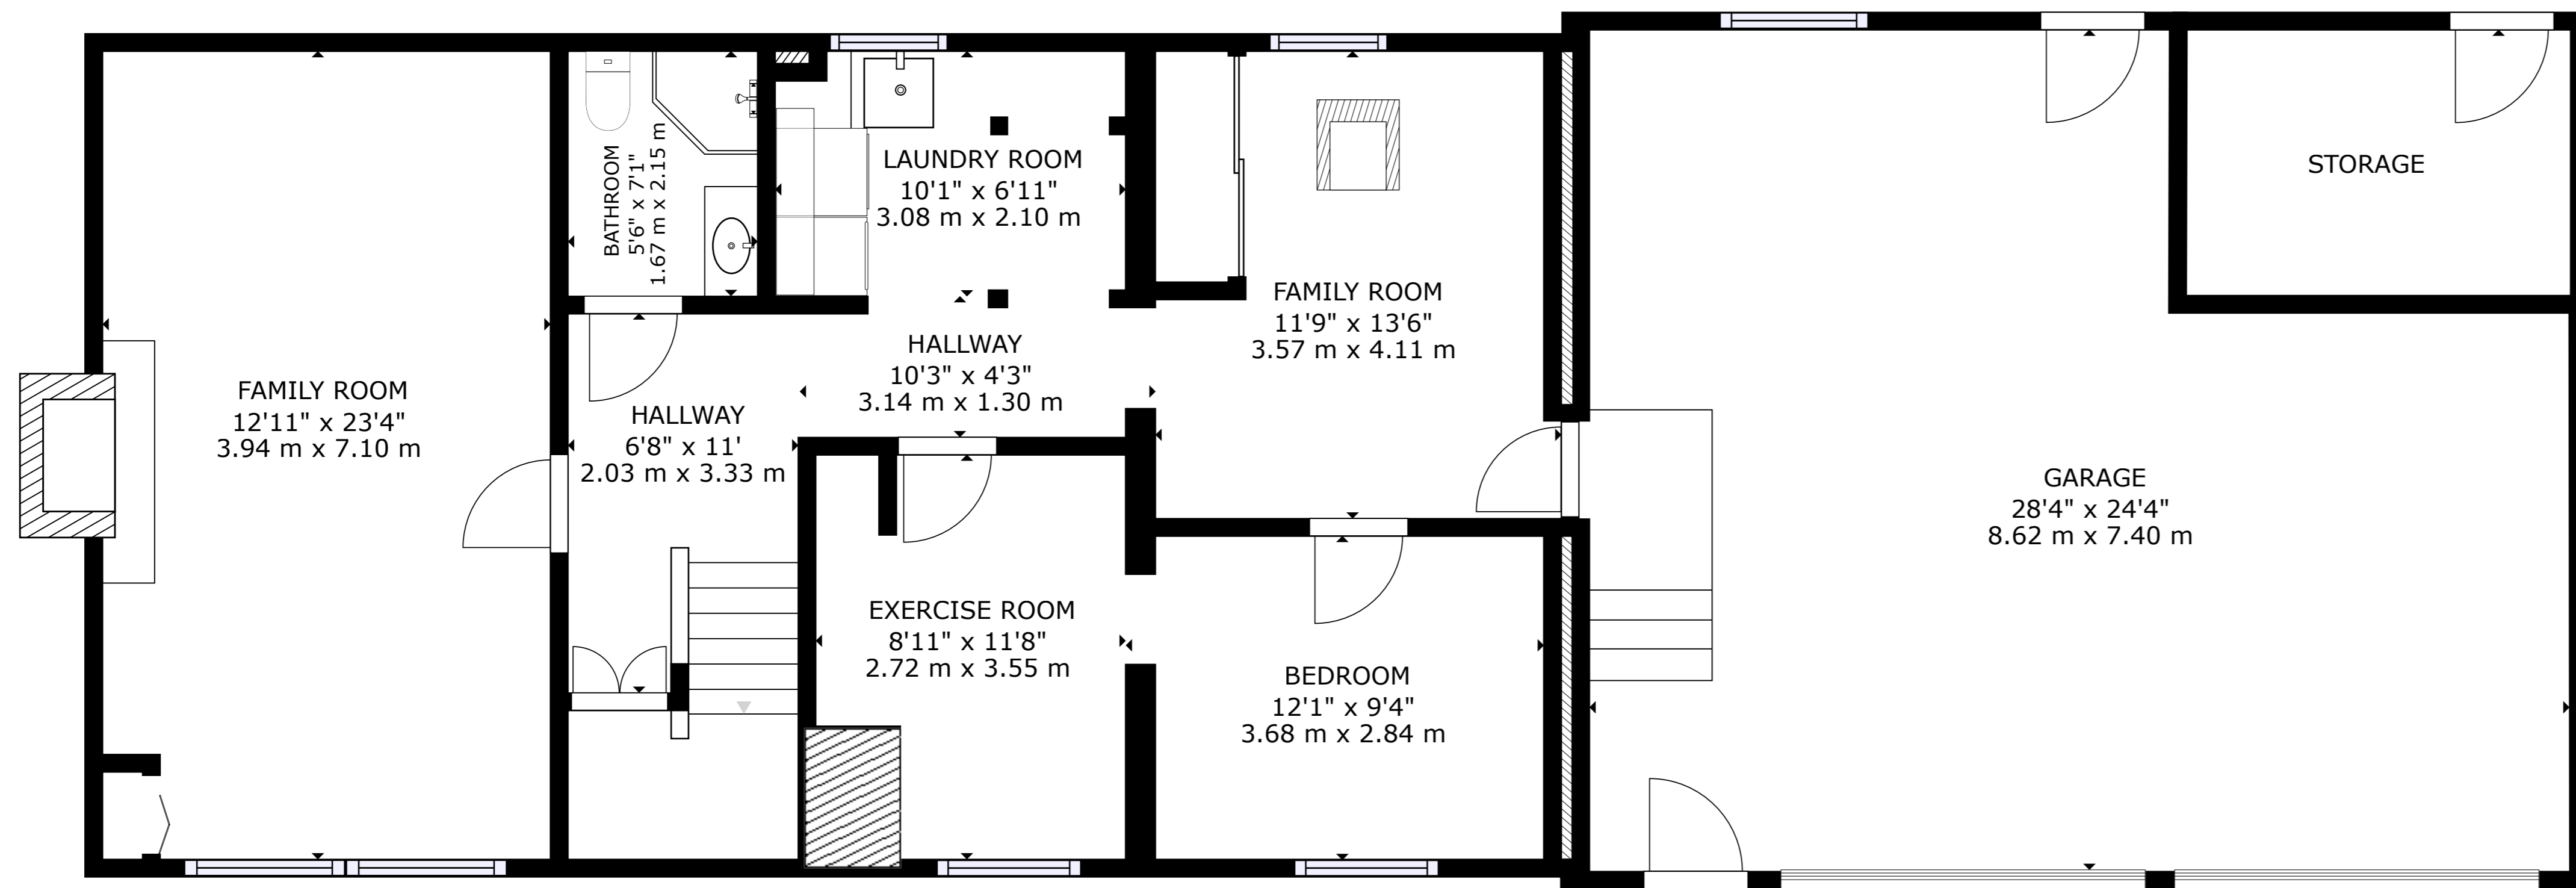 FAMILY ROOM
12'11" x 23'4"
3.94 m x 7.10 m
BATHROOM
5'6" x 7'1"
1.67 m x 2.15 m
LAUNDRY ROOM
10'1" x 6'11"
3.08 m x 2.10 m
HALLWAY
6'8" x 11'
2.03 m x 3.33 m
HALLWAY
10'3" x 4'3"
3.14 m x 1.30 m
EXERCISE ROOM
8'11" x 11'8"
2.72 m x 3.55 m
FAMILY ROOM
11'9" x 13'6"
3.57 m x 4.11 m
BEDROOM
12'1" x 9'4"
3.68 m x 2.84 m
STORAGE
GARAGE
28'4" x 24'4"
8.62 m x 7.40 m